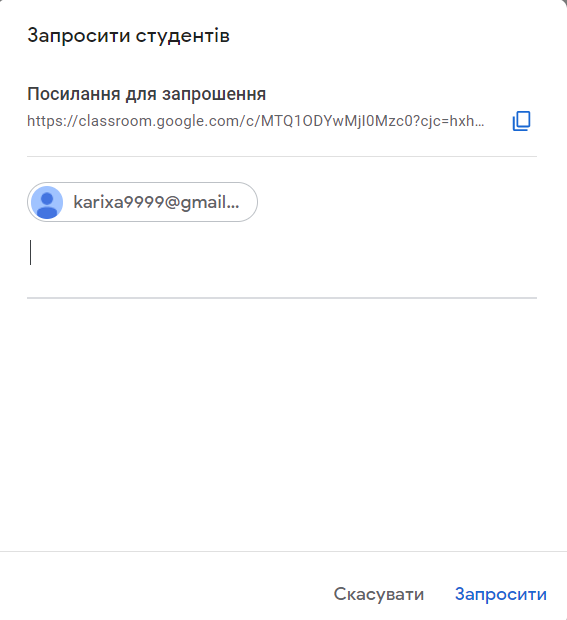 Запросити студентів
Посилання для запрошення
https://classroom.google.com/c/MTQ1ODYwMjI0Mzc0?cjc=hxh...
karixa9999@gmail...
Скасувати Запросити